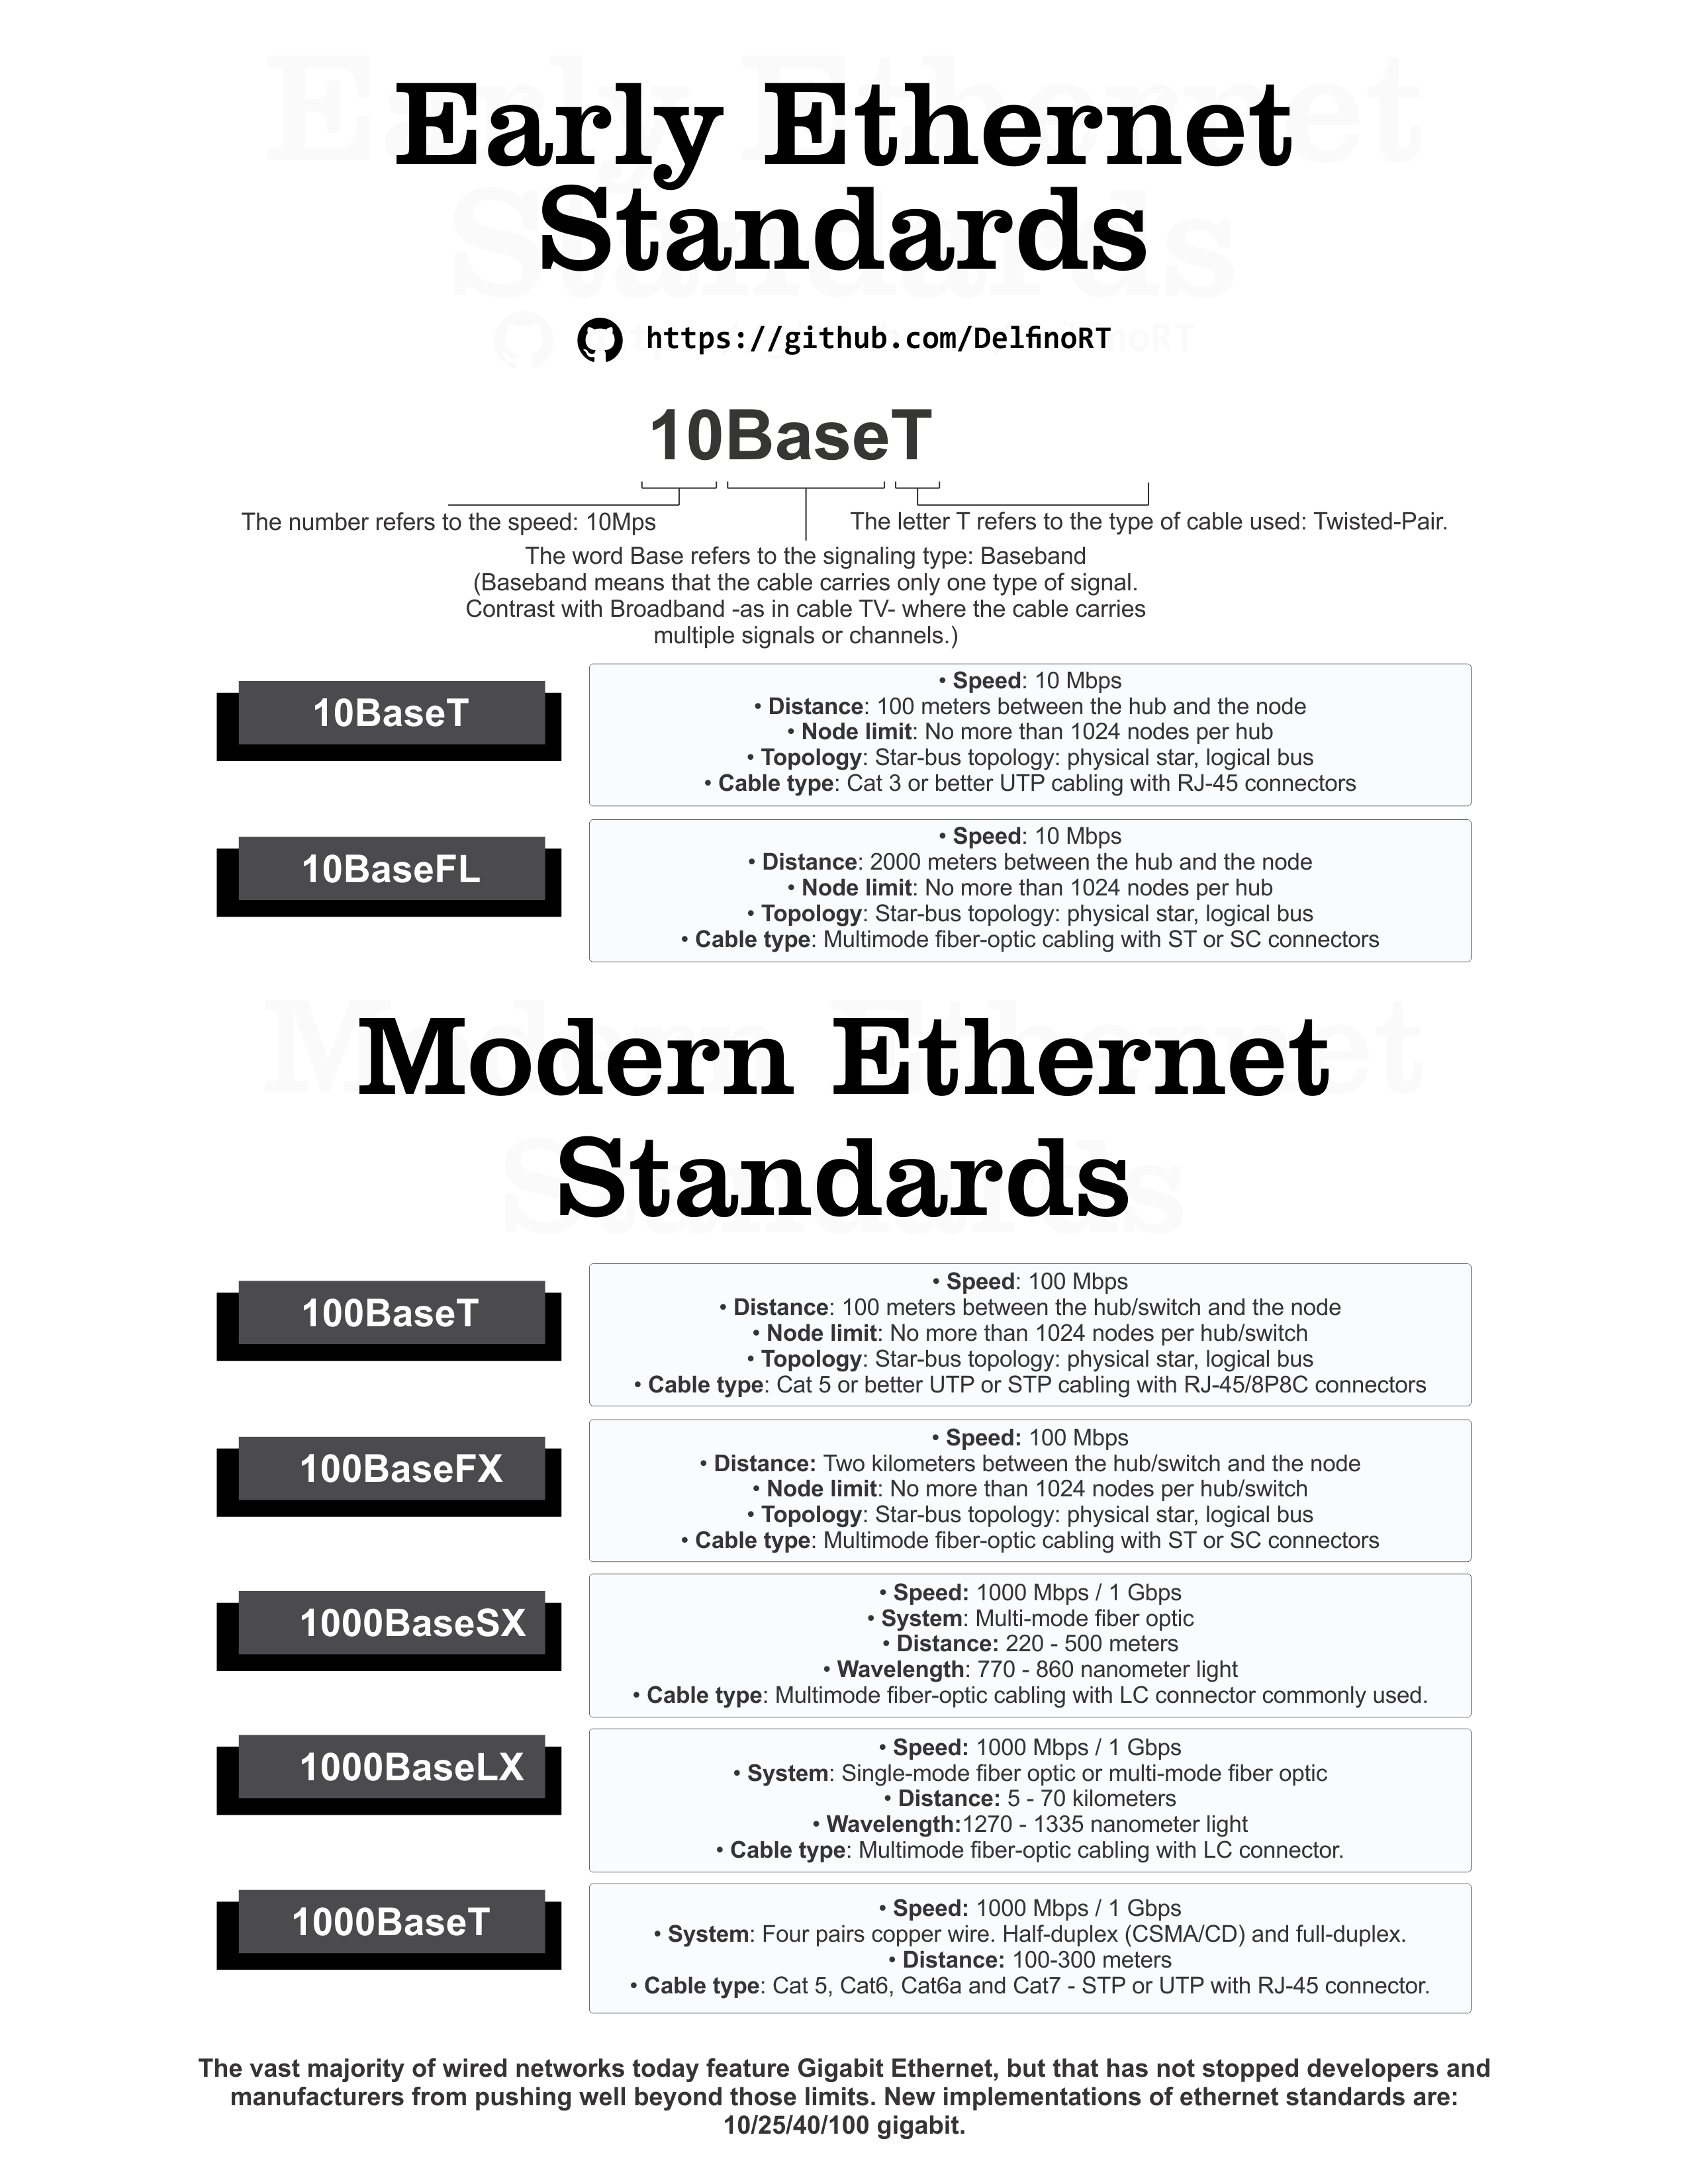 Early Ethernet
Standards
https://github.com/DelfinoRT
10BaseT
The number refers to the speed: 10Mps
The letter T refers to the type of cable used: Twisted-Pair.
The word Base refers to the signaling type: Baseband
(Baseband means that the cable carries only one type of signal.
Contrast with Broadband -as in cable TV- where the cable carries
multiple signals or channels.)
10BaseT
• Speed: 10 Mbps
• Distance: 100 meters between the hub and the node
• Node limit: No more than 1024 nodes per hub
• Topology: Star-bus topology: physical star, logical bus
• Cable type: Cat 3 or better UTP cabling with RJ-45 connectors
10BaseFL
• Speed: 10 Mbps
• Distance: 2000 meters between the hub and the node
• Node limit: No more than 1024 nodes per hub
• Topology: Star-bus topology: physical star, logical bus
• Cable type: Multimode fiber-optic cabling with ST or SC connectors
Modern Ethernet
Standards
100BaseT
• Speed: 100 Mbps
• Distance: 100 meters between the hub/switch and the node
• Node limit: No more than 1024 nodes per hub/switch
• Topology: Star-bus topology: physical star, logical bus
• Cable type: Cat 5 or better UTP or STP cabling with RJ-45/8P8C connectors
100BaseFX
• Speed: 100 Mbps
• Distance: Two kilometers between the hub/switch and the node
• Node limit: No more than 1024 nodes per hub/switch
• Topology: Star-bus topology: physical star, logical bus
• Cable type: Multimode fiber-optic cabling with ST or SC connectors
1000BaseSX
• Speed: 1000 Mbps / 1 Gbps
• System: Multi-mode fiber optic
• Distance: 220 - 500 meters
• Wavelength: 770 - 860 nanometer light
• Cable type: Multimode fiber-optic cabling with LC connector commonly used.
1000BaseLX
• Speed: 1000 Mbps / 1 Gbps
• System: Single-mode fiber optic or multi-mode fiber optic
• Distance: 5 - 70 kilometers
• Wavelength:1270 - 1335 nanometer light
• Cable type: Multimode fiber-optic cabling with LC connector.
1000BaseT
• Speed: 1000 Mbps / 1 Gbps
• System: Four pairs copper wire. Half-duplex (CSMA/CD) and full-duplex.
• Distance: 100-300 meters
• Cable type: Cat 5, Cat6, Cat6a and Cat7 - STP or UTP with RJ-45 connector.
The vast majority of wired networks today feature Gigabit Ethernet, but that has not stopped developers and
manufacturers from pushing well beyond those limits. New implementations of ethernet standards are:
10/25/40/100 gigabit.